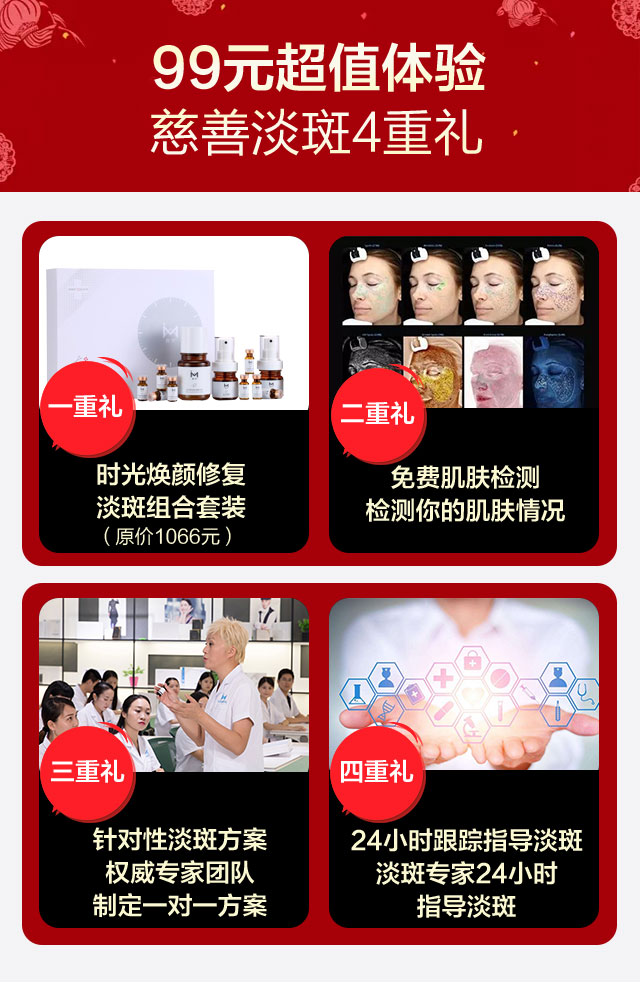 99元超值体验
慈善淡斑4重礼
一重礼
时光焕颜修复
淡斑组合套装
（原价1066元）
二重礼
免费肌肤检测
检测你的肌肤情况
三重礼
针对性淡斑方案
权威专家团队
制定一对一方案
四重礼
24小时跟踪指导淡斑
淡斑专家24小时
指导淡斑